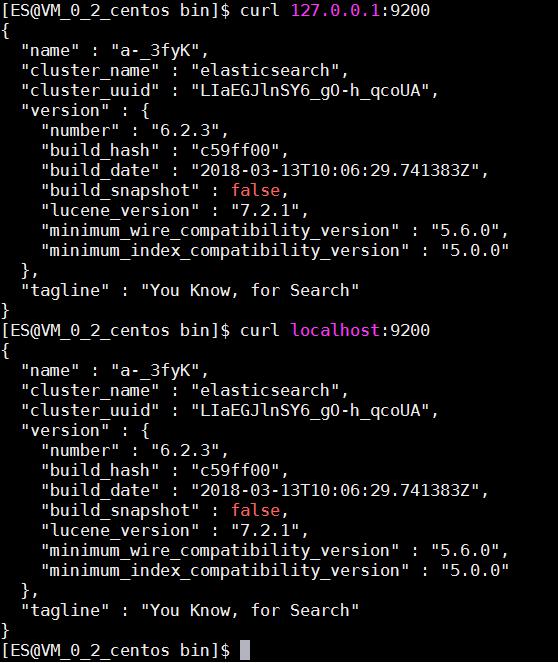 [ES@VM_0_2_centos bin]$ curl 127.0.0.1:9200
{
  "name" : "a-_3fyK",
  "cluster_name" : "elasticsearch",
  "cluster_uuid" : "LIaEGJlnSY6_gO-h_qcoUA",
  "version" : {
    "number" : "6.2.3",
    "build_hash" : "c59ff00",
    "build_date" : "2018-03-13T10:06:29.741383Z",
    "build_snapshot" : false,
    "lucene_version" : "7.2.1",
    "minimum_wire_compatibility_version" : "5.6.0",
    "minimum_index_compatibility_version" : "5.0.0"
  },
  "tagline" : "You Know, for Search"
}
[ES@VM_0_2_centos bin]$ curl localhost:9200
{
  "name" : "a-_3fyK",
  "cluster_name" : "elasticsearch",
  "cluster_uuid" : "LIaEGJlnSY6_gO-h_qcoUA",
  "version" : {
    "number" : "6.2.3",
    "build_hash" : "c59ff00",
    "build_date" : "2018-03-13T10:06:29.741383Z",
    "build_snapshot" : false,
    "lucene_version" : "7.2.1",
    "minimum_wire_compatibility_version" : "5.6.0",
    "minimum_index_compatibility_version" : "5.0.0"
  },
  "tagline" : "You Know, for Search"
}
[ES@VM_0_2_centos bin]$